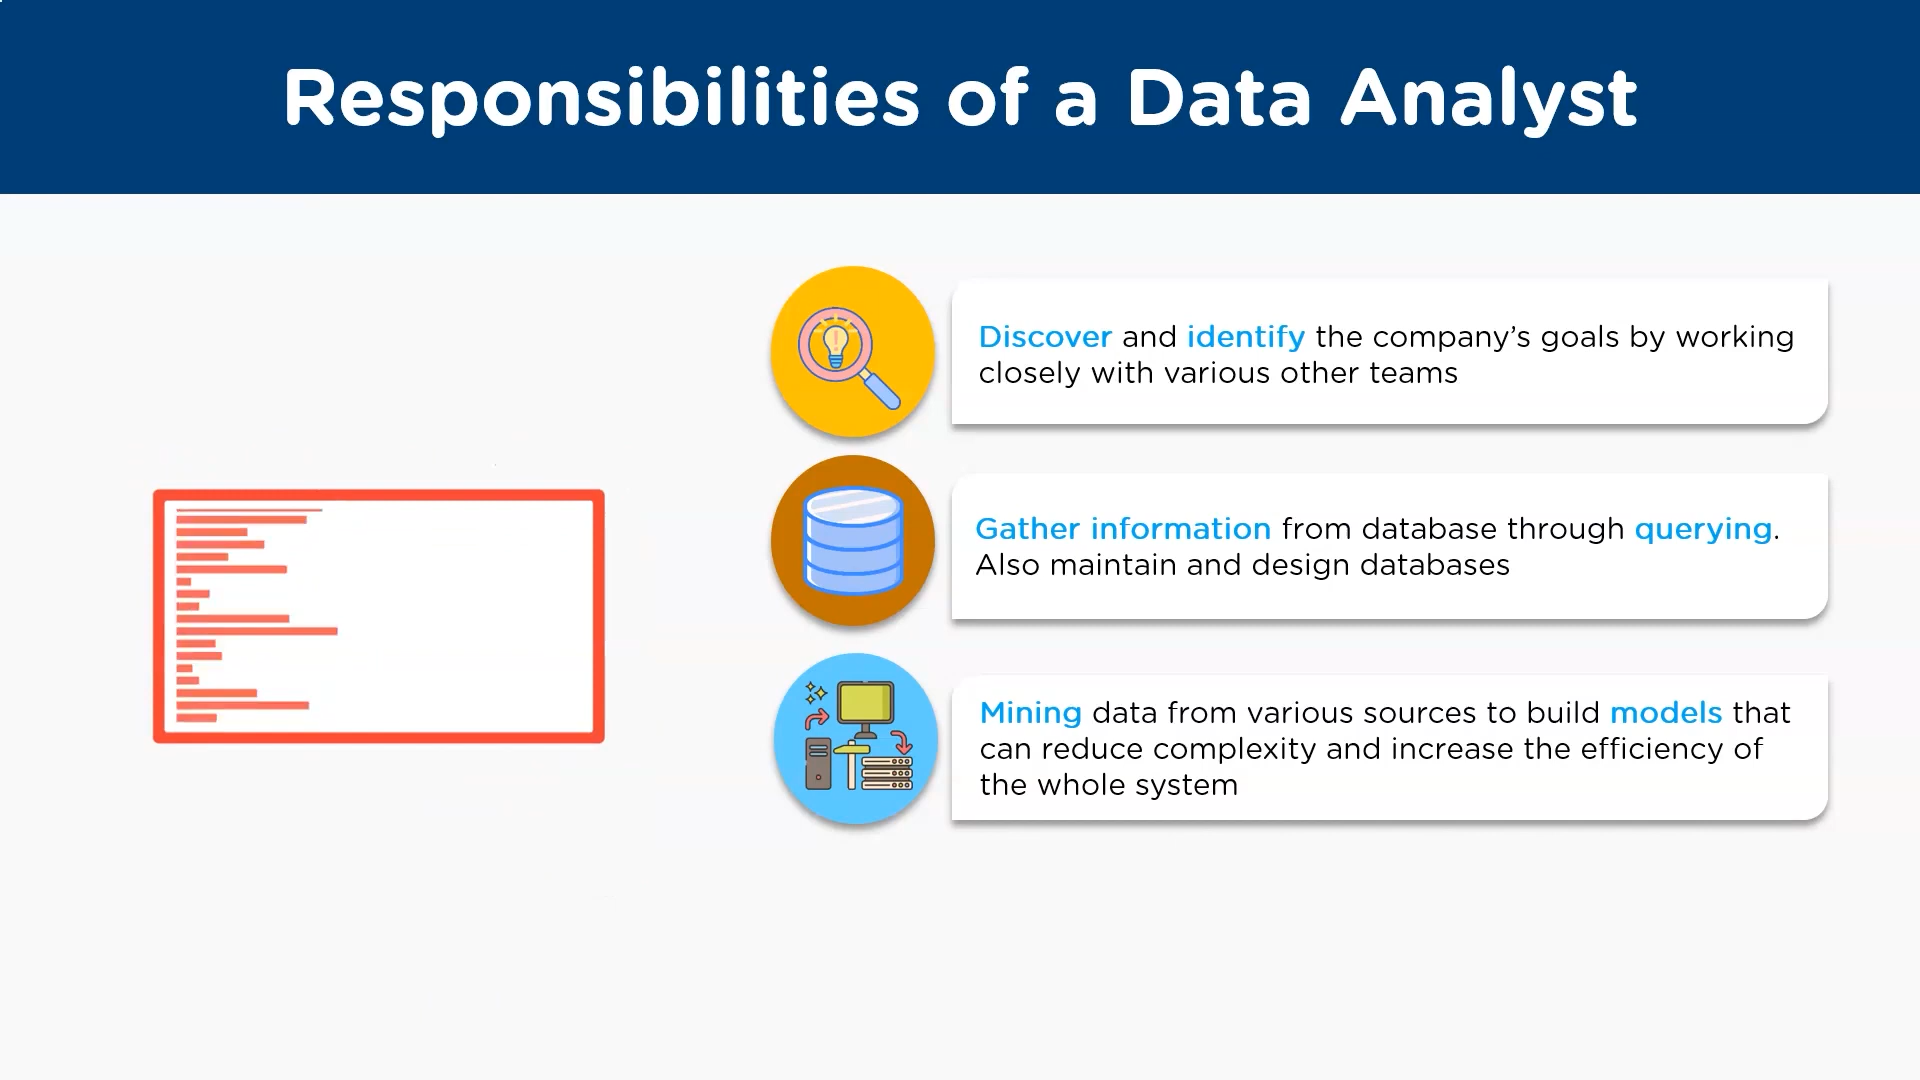 Responsibilities of a Data Analyst
Discover and identify the company’s goals by working
closely with various other teams
Gather information from database through querying.
Also maintain and design databases
Mining data from various sources to build models that
can reduce complexity and increase the efficiency of
the whole system